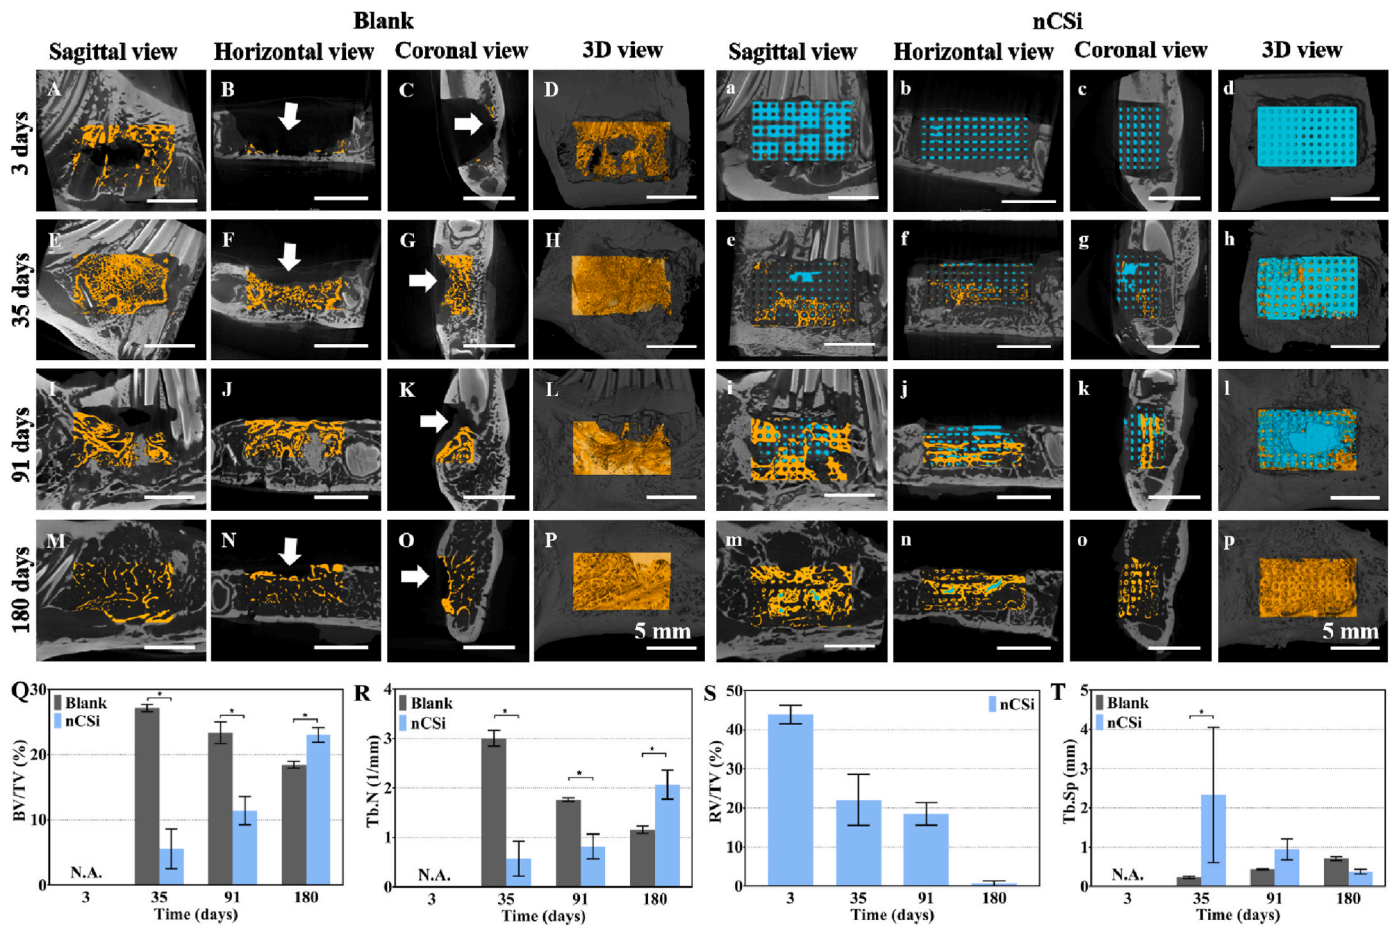 Blank nCSi
Sagittal view Horizontal view Coronal view 3D view Sagittal view Horizontal view Coronal view 3D view
3 days A B C D a b c d
35 days E F G H e f g h
91 days I J K L i j k l
180 days M N O P m n o p
5 mm 5 mm
Q
30
20
10
0
BV/TV (%)
Blank
nCSi
* * *
N.A.
3 35 91 180
Time (days)
R
4
3
2
1
0
Tb.N (1/mm)
Blank
nCSi
* * *
N.A.
3 35 91 180
Time (days)
S
50
40
30
20
10
0
RV/TV (%)
nCSi
3 35 91 180
Time (days)
T
5
4
3
2
1
0
Tb.Sp (mm)
Blank
nCSi
*
N.A.
3 35 91 180
Time (days)